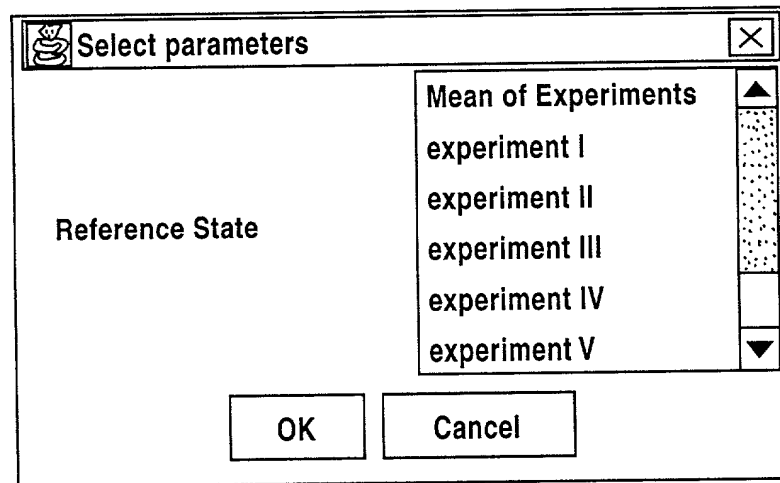 Select parameters
Mean of Experiments
experiment I
experiment II
Reference State
experiment III
experiment IV
experiment V
OK Cancel